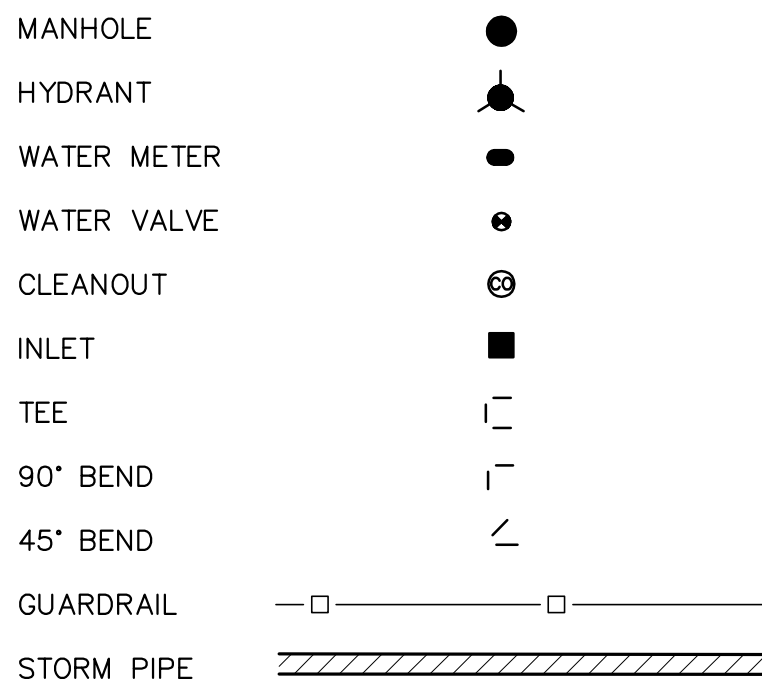 MANHOLE
HYDRANT
WATER METER
WATER VALVE
CLEANOUT CO
INLET
TEE
90° BEND
45° BEND
GUARDRAIL
STORM PIPE